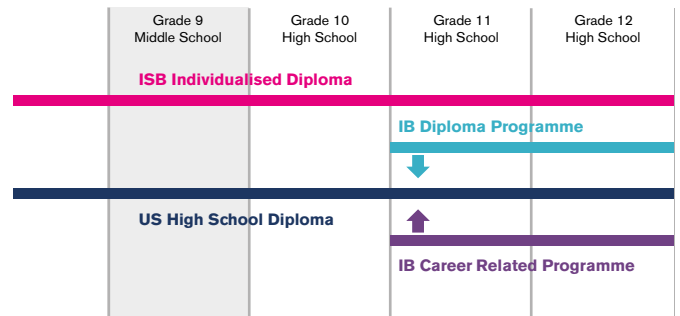 Grade 9
Middle School
Grade 10
High School
Grade 11
High School
Grade 12
High School
ISB Individualised Diploma
IB Diploma Programme
US High School Diploma
IB Career Related Programme